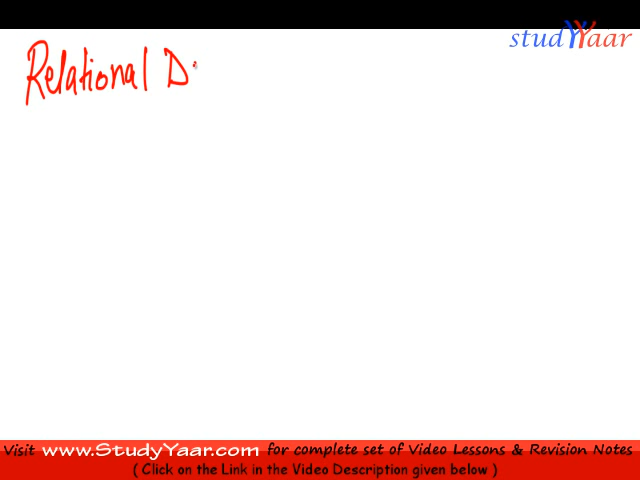 studYYaar
Relational D
Visit www.StudyYaar.com for complete set of Video Lessons & Revision Notes
( Click on the Link in the Video Description given below )